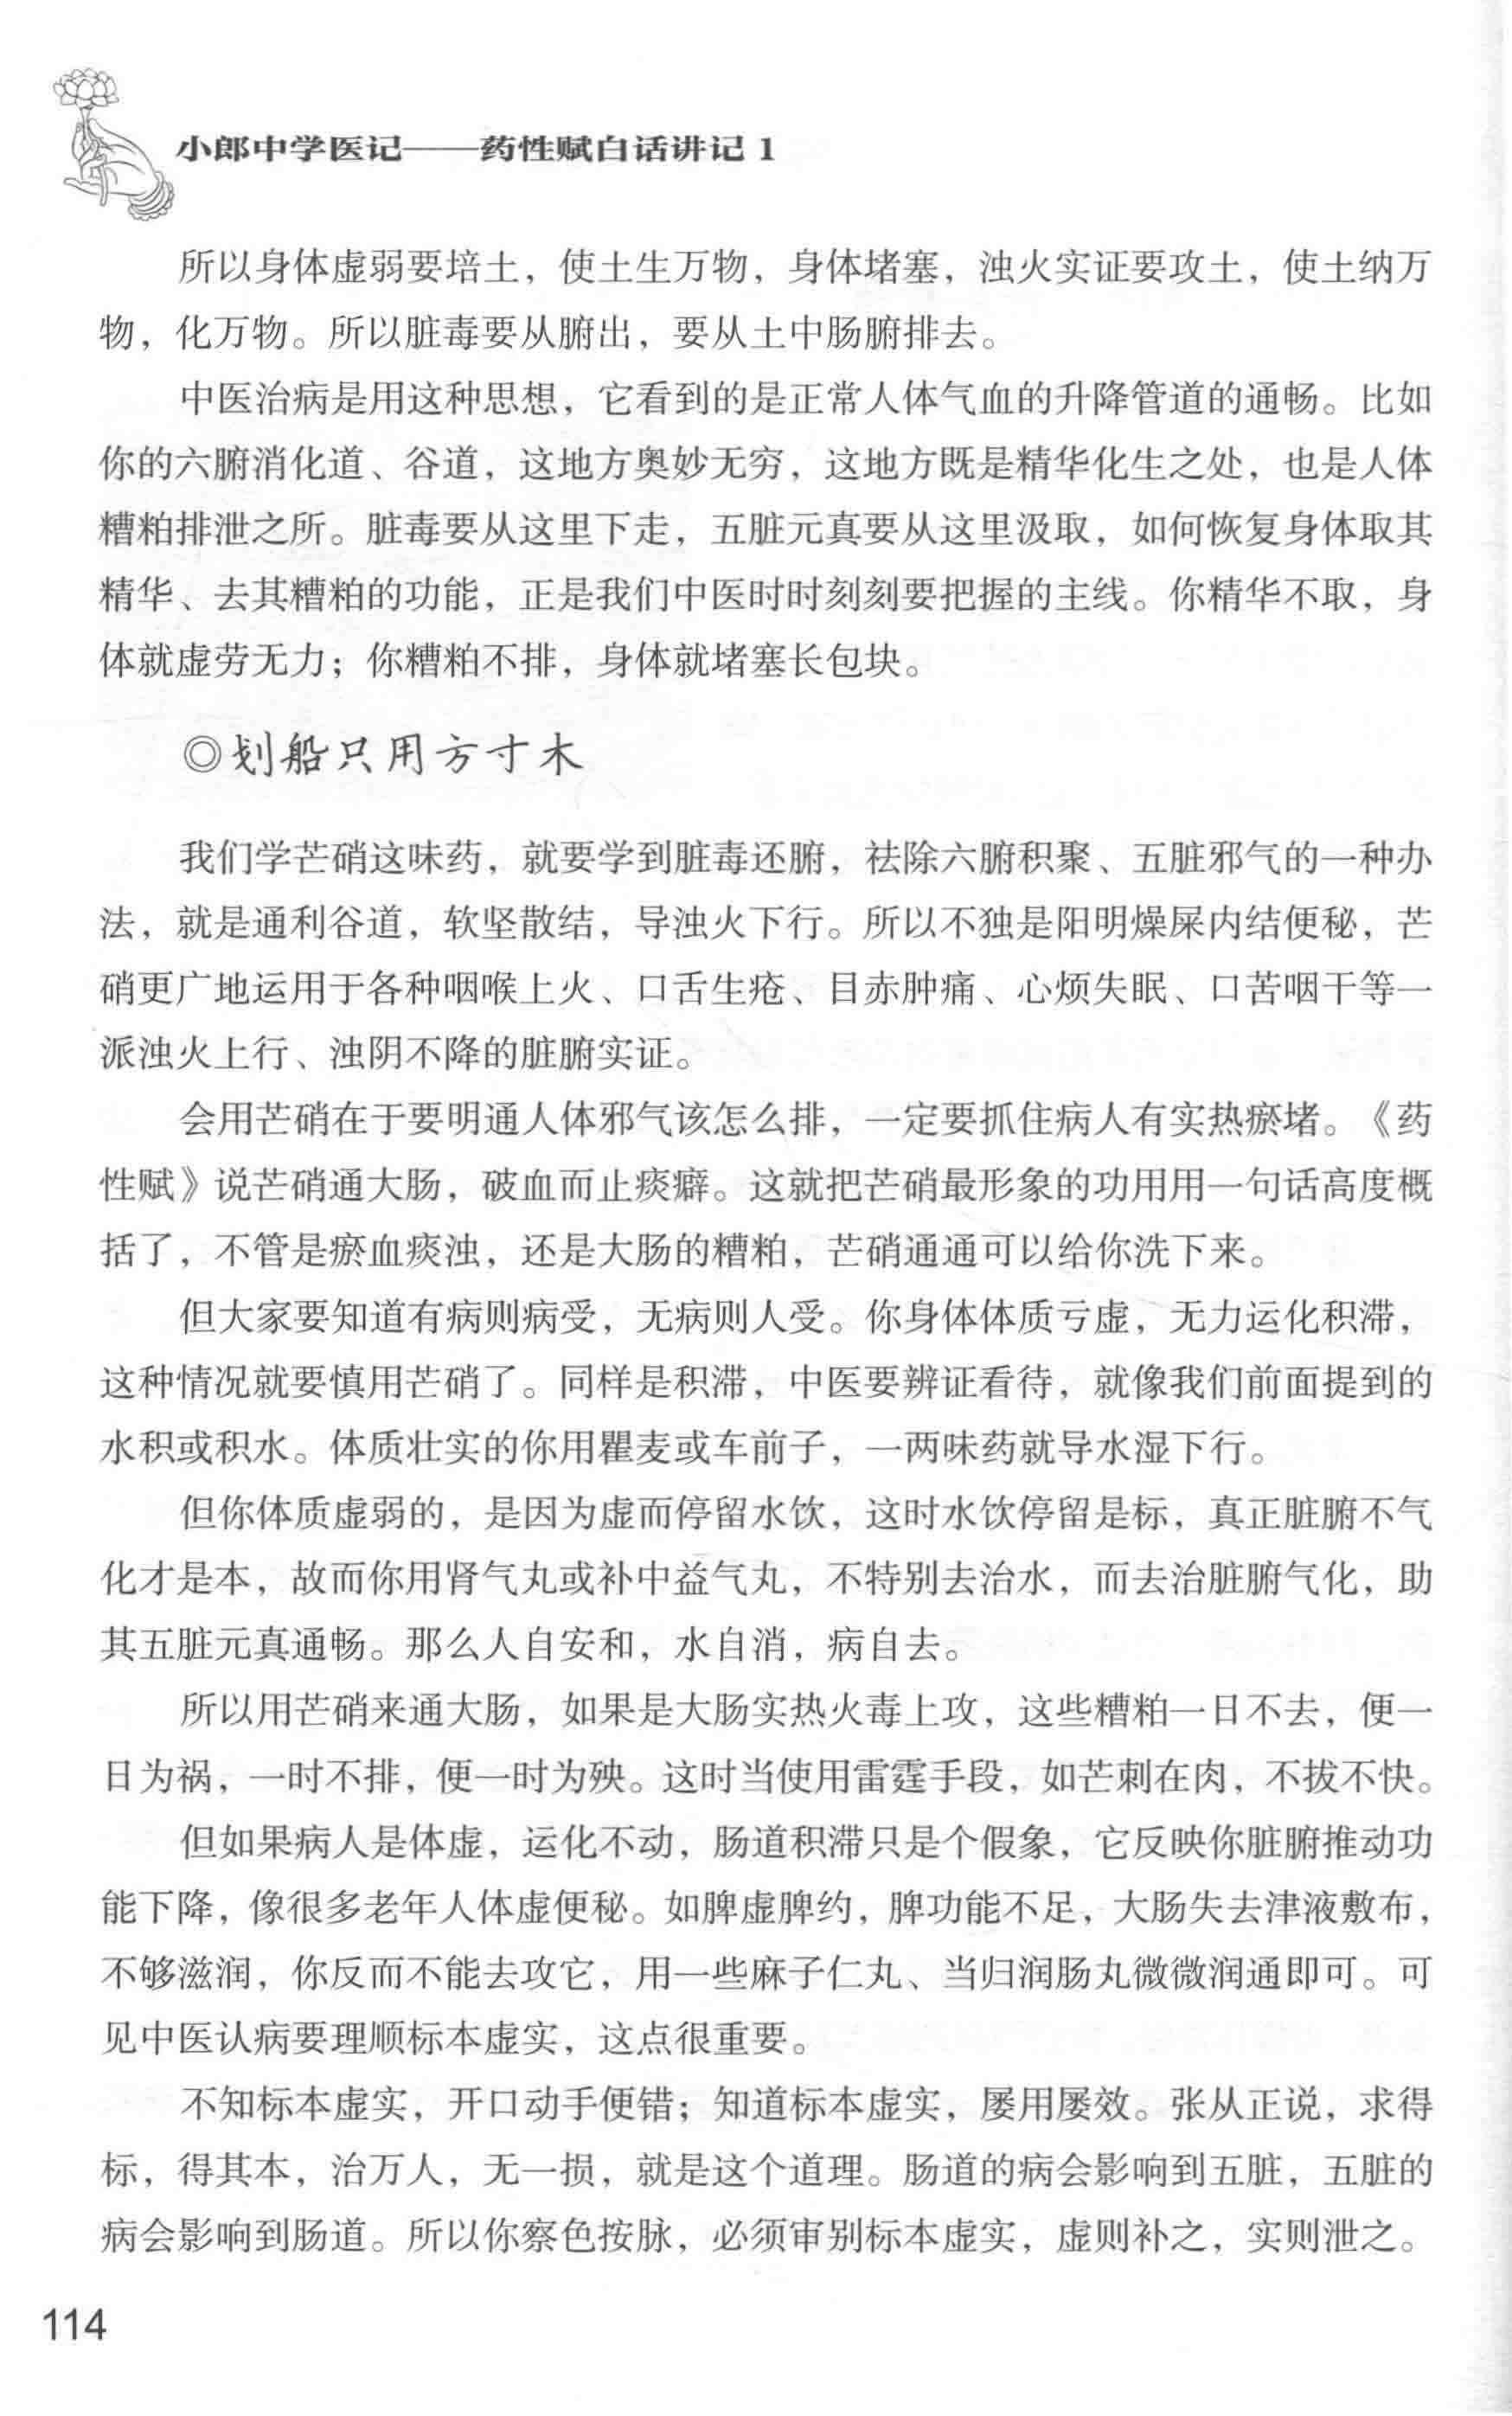 小郎中学医记——药性赋白话讲记 1
所以身体虚弱要培土，使土生万物，身体堵塞，浊火实证要攻土，使土纳万
物，化万物。所以脏毒要从腑出，要从土中肠腑排去。
中医治病是用这种思想，它看到的是正常人体气血的升降管道的通畅。比如
你的六腑消化道、谷道，这地方奥妙无穷，这地方既是精华化生之处，也是人体
糟粕排泄之所。脏毒要从这里下走，五脏元真要从这里汲取，如何恢复身体取其
精华、去其糟粕的功能，正是我们中医时时刻刻要把握的主线。你精华不取，身
体就虚劳无力；你糟粕不排，身体就堵塞长包块。
◎划船只用方寸木
我们学芒硝这味药，就要学到脏毒还腑，祛除六腑积聚、五脏邪气的一种办
法，就是通利谷道，软坚散结，导浊火下行。所以不独是阳明燥屎内结便秘，芒
硝更广地运用于各种咽喉上火、口舌生疮、目赤肿痛、心烦失眠、口苦咽干等一
派浊火上行、浊阴不降的脏腑实证。
会用芒硝在于要明通人体邪气该怎么排，一定要抓住病人有实热瘀堵。《药
性赋》说芒硝通大肠，破血而止痰癖。这就把芒硝最形象的功用用一句话高度概
括了，不管是瘀血痰浊，还是大肠的糟粕，芒硝通通可以给你洗下来。
但大家要知道有病则病受，无病则人受。你身体体质亏虚，无力运化积滞，
这种情况就要慎用芒硝了。同样是积滞，中医要辨证看待，就像我们前面提到的
水积或积水。体质壮实的你用瞿麦或车前子，一两味药就导水湿下行。
但你体质虚弱的，是因为虚而停留水饮，这时水饮停留是标，真正脏腑不气
化才是本，故而你用肾气丸或补中益气丸，不特别去治水，而去治脏腑气化，助
其五脏元真通畅。那么人自安和，水自消，病自去。
所以用芒硝来通大肠，如果是大肠实热火毒上攻，这些糟粕一日不去，便一
日为祸，一时不排，便一时为殃。这时当使用雷霆手段，如芒刺在肉，不拔不快。
但如果病人是体虚，运化不动，肠道积滞只是个假象，它反映你脏腑推动功
能下降，像很多老年人体虚便秘。如脾虚脾约，脾功能不足，大肠失去津液敷布，
不够滋润，你反而不能去攻它，用一些麻子仁丸、当归润肠丸微微润通即可。可
见中医认病要理顺标本虚实，这点很重要。
不知标本虚实，开口动手便错；知道标本虚实，屡用屡效。张从正说，求得
标，得其本，治万人，无一损，就是这个道理。肠道的病会影响到五脏，五脏的
病会影响到肠道。所以你察色按脉，必须审别标本虚实，虚则补之，实则泄之。
114